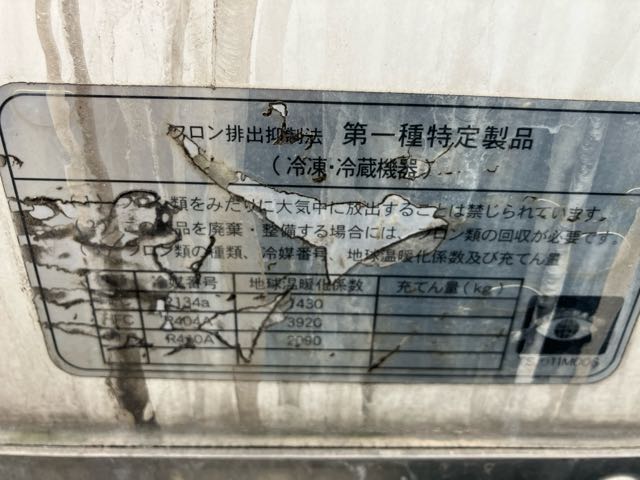 フロン排出抑制法 第一種特定製品
(冷凍・冷蔵機器)
類をみだりに大気中に放出することは禁じられています。
品を廃棄・整備する場合には、フロン類の回収が必要です。
フロン類の種類、冷媒番号、地球温暖化係数及び充てん量
冷媒番号 地球温暖化係数 充てん量(kg)
R134a 1430
HFC R404A 3920
R410A 2090